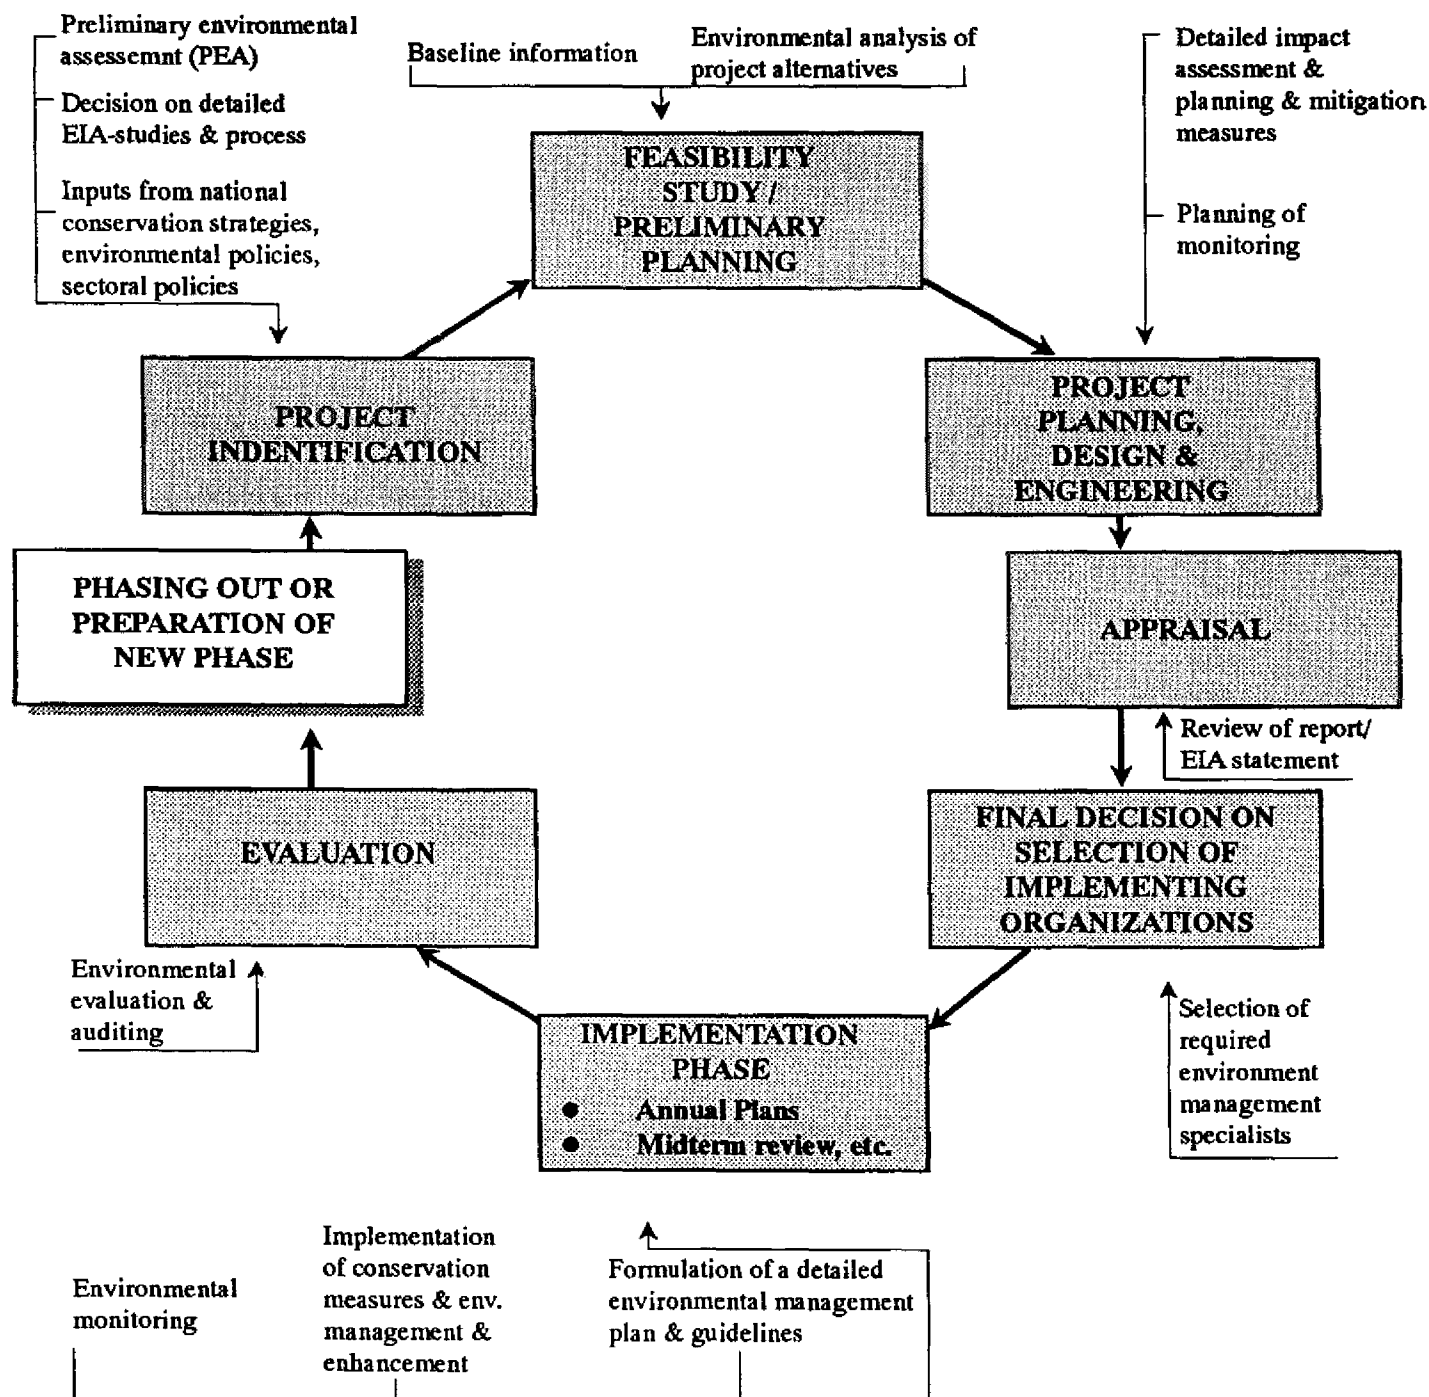 Preliminary environmental
assessemnt (PEA)
Decision on detailed
EIA-studies & process
Inputs from national
conservation strategies,
environmental policies,
sectoral policies
Baseline information
Environmental analysis of
project alternatives
Detailed impact
assessment &
planning & mitigation
measures
Planning of
monitoring
FEASIBILITY
STUDY /
PRELIMINARY
PLANNING
PROJECT
INDENTIFICATION
PROJECT
PLANNING,
DESIGN &
ENGINEERING
PHASING OUT OR
PREPARATION OF
NEW PHASE
APPRAISAL
Review of report/
EIA statement
EVALUATION
FINAL DECISION ON
SELECTION OF
IMPLEMENTING
ORGANIZATIONS
Environmental
evaluation &
auditing
IMPLEMENTATION
PHASE
● Annual Plans
● Midterm review, etc.
Selection of
required
environment
management
specialists
Environmental
monitoring
Implementation
of conservation
measures & env.
management &
enhancement
Formulation of a detailed
environmental management
plan & guidelines